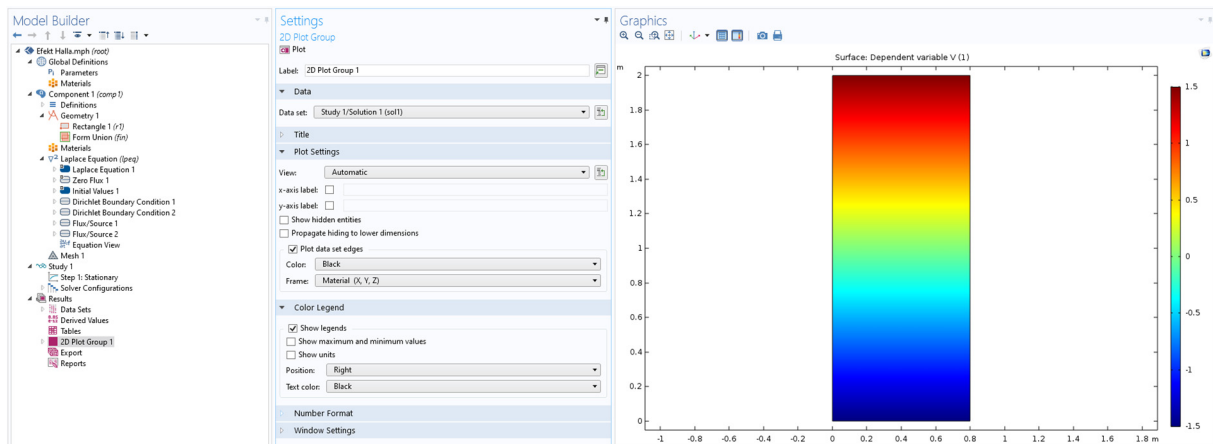 Model Builder
Efekt Halla.mph (root)
Global Definitions
Pi Parameters
Materials
Component 1 (comp1)
Definitions
Geometry 1
Rectangle 1 (r1)
Form Union (fin)
Materials
Laplace Equation (lpeq)
Laplace Equation 1
Zero Flux 1
Initial Values 1
Dirichlet Boundary Condition 1
Dirichlet Boundary Condition 2
Flux/Source 1
Flux/Source 2
Equation View
Mesh 1
Study 1
Step 1: Stationary
Solver Configurations
Results
Data Sets
Derived Values
Tables
2D Plot Group 1
Export
Reports
Settings
2D Plot Group
Plot
Label: 2D Plot Group 1
Data
Data set: Study 1/Solution 1 (sol1)
Title
Plot Settings
View: Automatic
x-axis label:
y-axis label:
Show hidden entities
Propagate hiding to lower dimensions
Plot data set edges
Color: Black
Frame: Material (X, Y, Z)
Color Legend
Show legends
Show maximum and minimum values
Show units
Position: Right
Text color: Black
Number Format
Window Settings
Graphics
Surface: Dependent variable V (1)
m
2
1.8
1.6
1.4
1.2
1
0.8
0.6
0.4
0.2
0
-1 -0.8 -0.6 -0.4 -0.2 0 0.2 0.4 0.6 0.8 1 1.2 1.4 1.6 1.8 m
1.5
1
0.5
0
-0.5
-1
-1.5